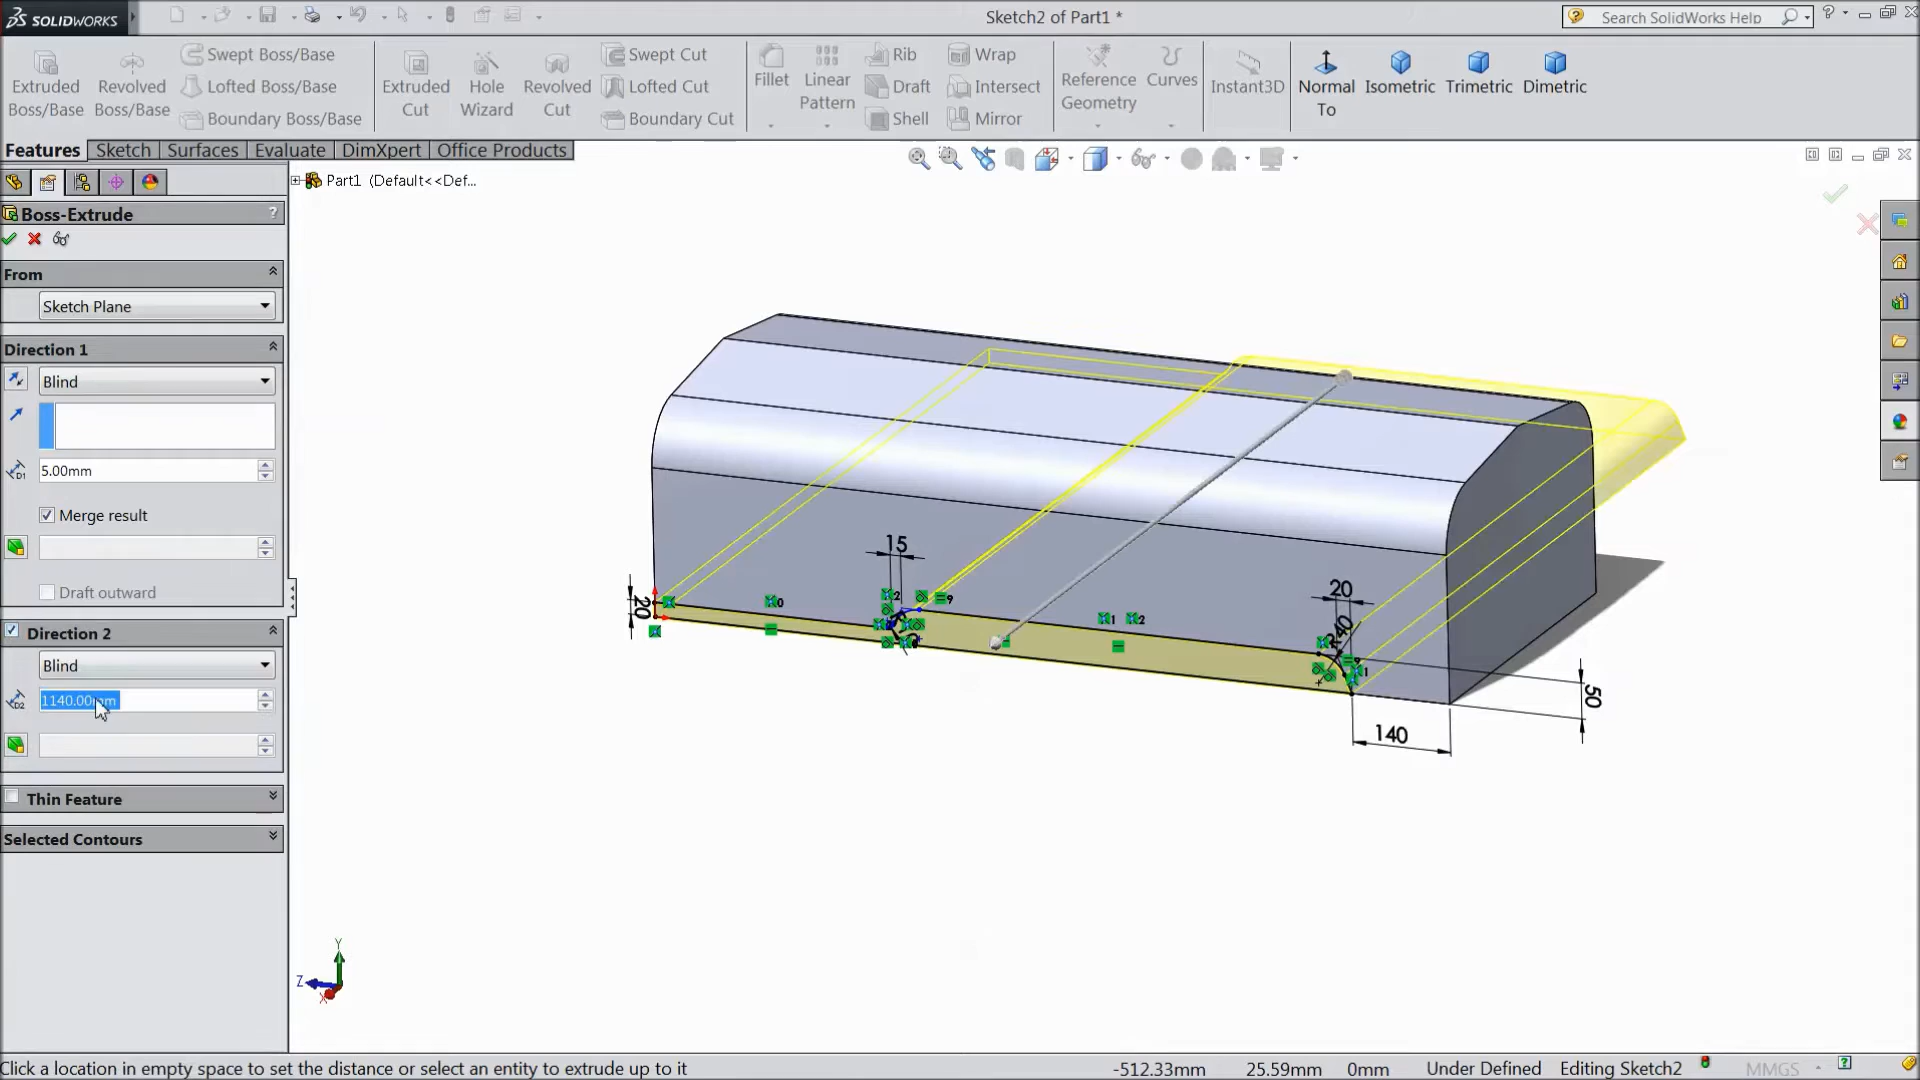 SOLIDWORKS
Sketch2 of Part1 *
Search SolidWorks Help
Extruded Boss/Base
Revolved Boss/Base
Swept Boss/Base
Lofted Boss/Base
Boundary Boss/Base
Extruded Cut
Hole Wizard
Revolved Cut
Swept Cut
Lofted Cut
Boundary Cut
Fillet
Linear Pattern
Rib
Draft
Shell
Wrap
Intersect
Mirror
Reference Geometry
Curves
Instant3D
Normal To
Isometric
Trimetric
Dimetric
Features
Sketch
Surfaces
Evaluate
DimXpert
Office Products
Part1 (Default<<Def...
Boss-Extrude
?
From
Sketch Plane
Direction 1
Blind
D1
5.00mm
Merge result
Draft outward
Direction 2
Blind
D2
1140.00mm
Thin Feature
Selected Contours
15
20
20
R40
50
140
Y
Z
X
Click a location in empty space to set the distance or select an entity to extrude up to it
-512.33mm
25.59mm
0mm
Under Defined
Editing Sketch2
MMGS